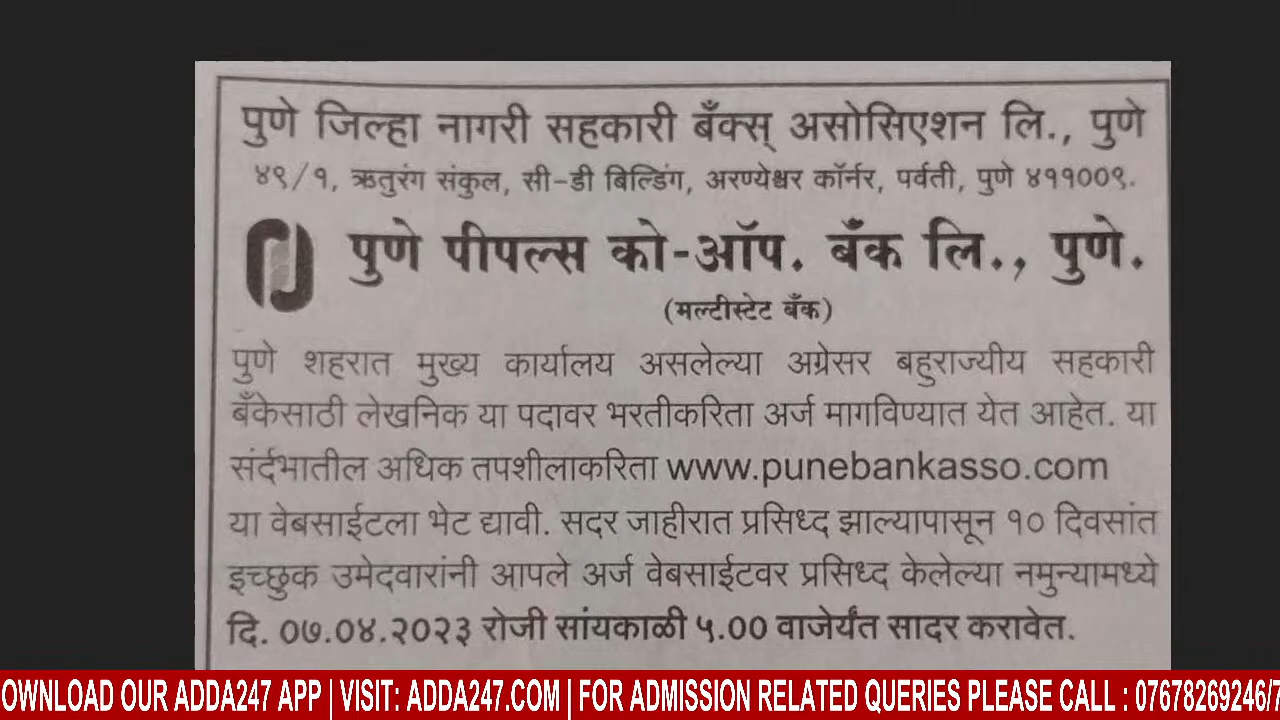 पुणे जिल्हा नागरी सहकारी बँक्स् असोसिएशन लि., पुणे
४९/१, ऋतुरंग संकुल, सी-डी बिल्डिंग, अरण्येश्वर कॉर्नर, पर्वती, पुणे ४११००९.
पुणे पीपल्स को-ऑप. बँक लि., पुणे.
(मल्टीस्टेट बँक)
पुणे शहरात मुख्य कार्यालय असलेल्या अग्रेसर बहुराज्यीय सहकारी
बँकेसाठी लेखनिक या पदावर भरतीकरिता अर्ज मागविण्यात येत आहेत. या
संर्दभातील अधिक तपशीलाकरिता www.punebankasso.com
या वेबसाईटला भेट द्यावी. सदर जाहीरात प्रसिध्द झाल्यापासून १० दिवसांत
इच्छुक उमेदवारांनी आपले अर्ज वेबसाईटवर प्रसिध्द केलेल्या नमुन्यामध्ये
दि. ०७.०४.२०२३ रोजी सांयकाळी ५.०० वाजेर्यंत सादर करावेत.
OWNLOAD OUR ADDA247 APP | VISIT: ADDA247.COM | FOR ADMISSION RELATED QUERIES PLEASE CALL : 07678269246/7